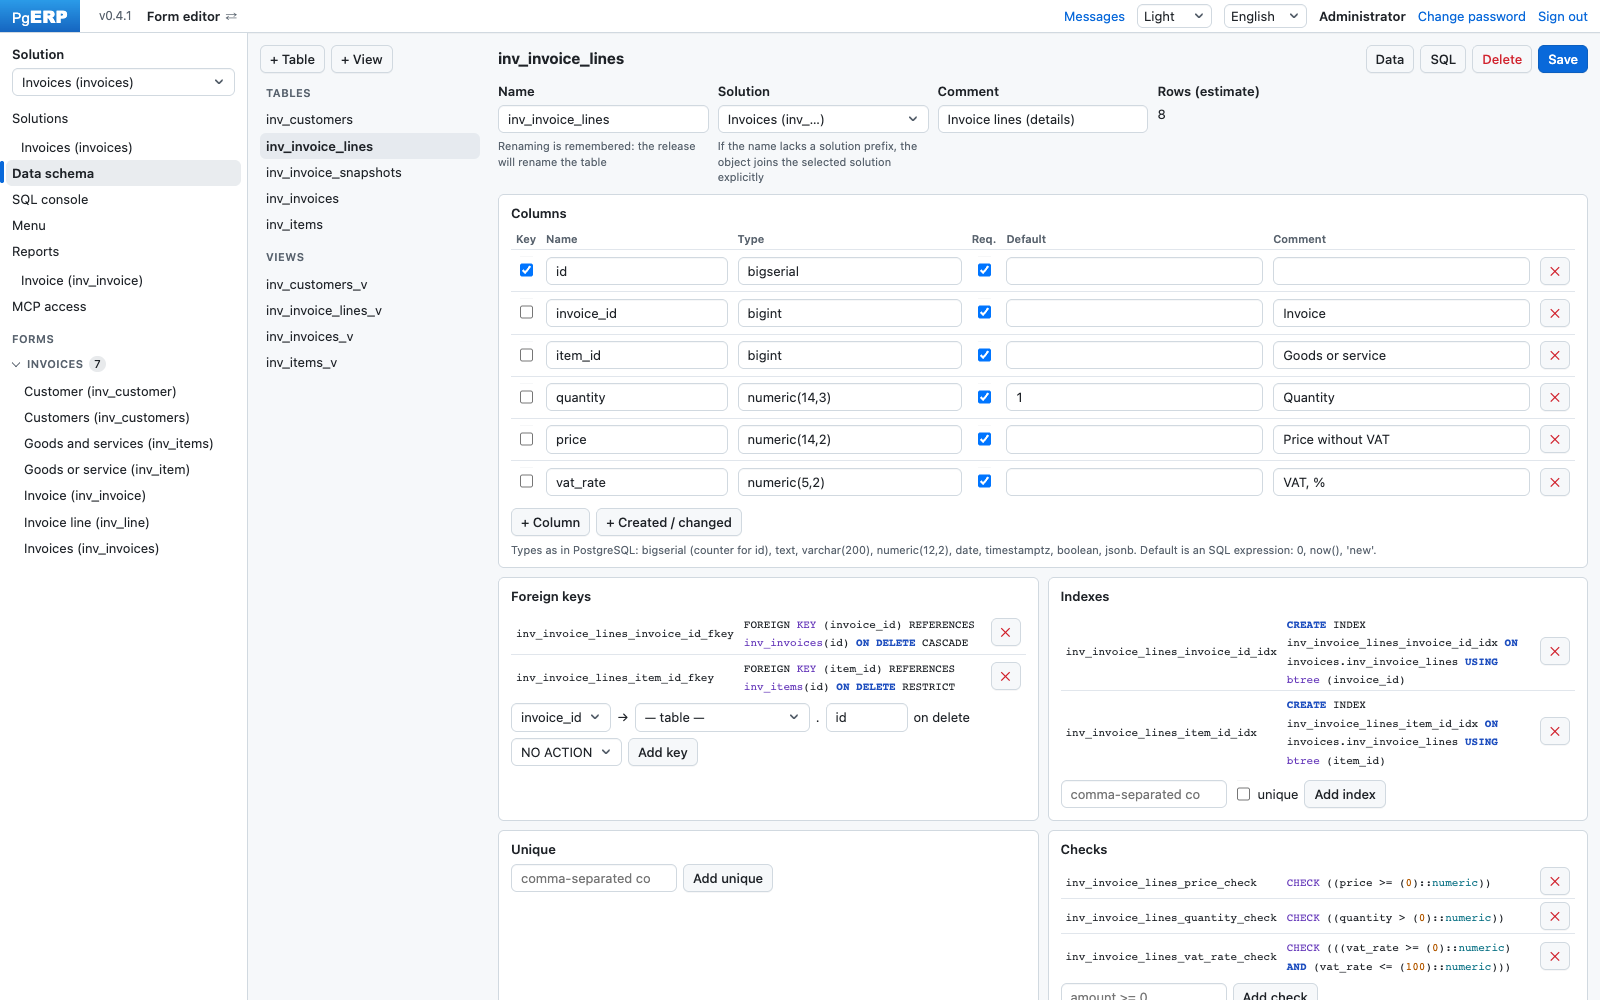 PgERP v0.4.1 Form editor ⇄ Messages Light English Administrator Change password Sign out
Solution
Invoices (invoices)
Solutions
Invoices (invoices)
Data schema
SQL console
Menu
Reports
Invoice (inv_invoice)
MCP access
FORMS
INVOICES 7
Customer (inv_customer)
Customers (inv_customers)
Goods and services (inv_items)
Goods or service (inv_item)
Invoice (inv_invoice)
Invoice line (inv_line)
Invoices (inv_invoices)
+ Table + View
TABLES
inv_customers
inv_invoice_lines
inv_invoice_snapshots
inv_invoices
inv_items
VIEWS
inv_customers_v
inv_invoice_lines_v
inv_invoices_v
inv_items_v
inv_invoice_lines Data SQL Delete Save
Name Solution Comment Rows (estimate)
inv_invoice_lines Invoices (inv_...) Invoice lines (details) 8
Renaming is remembered: the release
will rename the table
If the name lacks a solution prefix, the
object joins the selected solution
explicitly
Columns
Key Name Type Req. Default Comment
id bigserial
invoice_id bigint Invoice
item_id bigint Goods or service
quantity numeric(14,3) 1 Quantity
price numeric(14,2) Price without VAT
vat_rate numeric(5,2) VAT, %
+ Column + Created / changed
Types as in PostgreSQL: bigserial (counter for id), text, varchar(200), numeric(12,2), date, timestamptz, boolean, jsonb. Default is an SQL expression: 0, now(), 'new'.
Foreign keys
inv_invoice_lines_invoice_id_fkey FOREIGN KEY (invoice_id) REFERENCES
inv_invoices(id) ON DELETE CASCADE
inv_invoice_lines_item_id_fkey FOREIGN KEY (item_id) REFERENCES
inv_items(id) ON DELETE RESTRICT
invoice_id → — table — . id on delete
NO ACTION Add key
Indexes
inv_invoice_lines_invoice_id_idx CREATE INDEX
inv_invoice_lines_invoice_id_idx ON
invoices.inv_invoice_lines USING
btree (invoice_id)
inv_invoice_lines_item_id_idx CREATE INDEX
inv_invoice_lines_item_id_idx ON
invoices.inv_invoice_lines USING
btree (item_id)
comma-separated co unique Add index
Unique
comma-separated co Add unique
Checks
inv_invoice_lines_price_check CHECK ((price >= (0)::numeric))
inv_invoice_lines_quantity_check CHECK ((quantity > (0)::numeric))
inv_invoice_lines_vat_rate_check CHECK (((vat_rate >= (0)::numeric)
AND (vat_rate <= (100)::numeric)))
amount >= 0 Add check